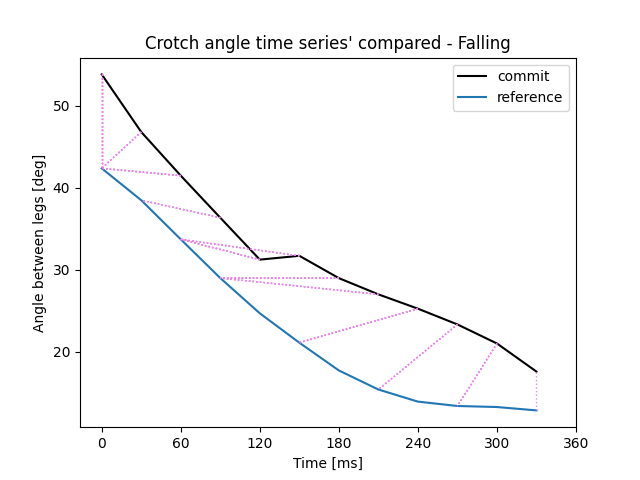 Crotch angle time series' compared - Falling
commit
reference
Angle between legs [deg]
50
40
30
20
0 60 120 180 240 300 360
Time [ms]